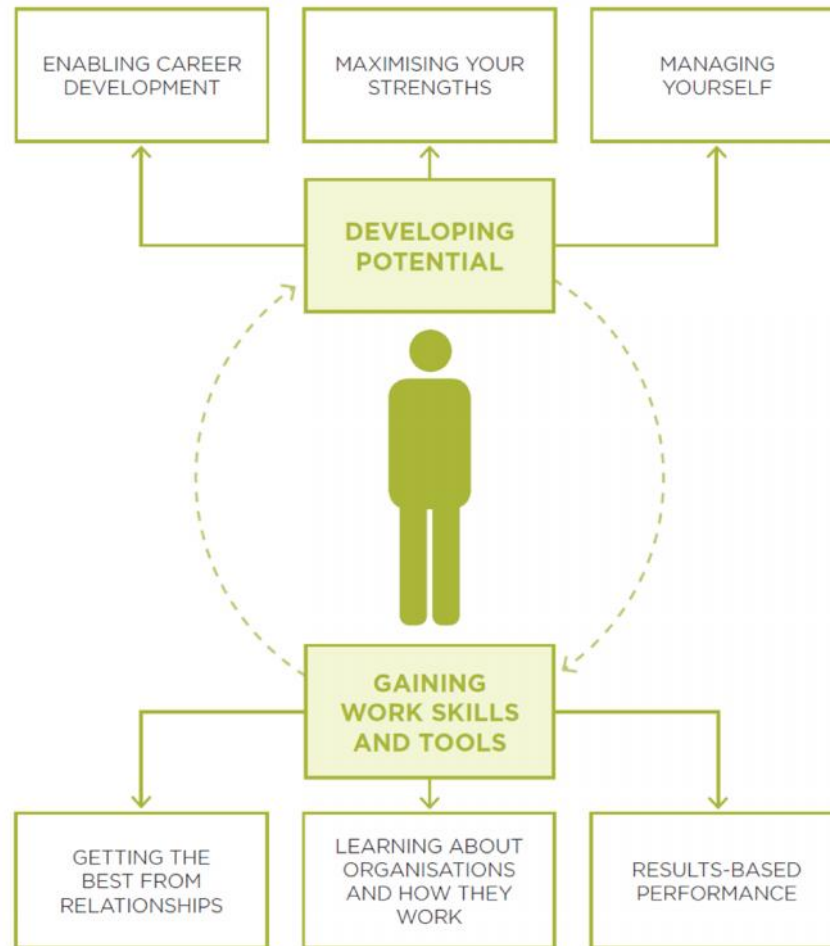 ENABLING CAREER
DEVELOPMENT
MAXIMISING YOUR
STRENGTHS
MANAGING
YOURSELF
DEVELOPING
POTENTIAL
GAINING
WORK SKILLS
AND TOOLS
GETTING THE
BEST FROM
RELATIONSHIPS
LEARNING ABOUT
ORGANISATIONS
AND HOW THEY
WORK
RESULTS-BASED
PERFORMANCE